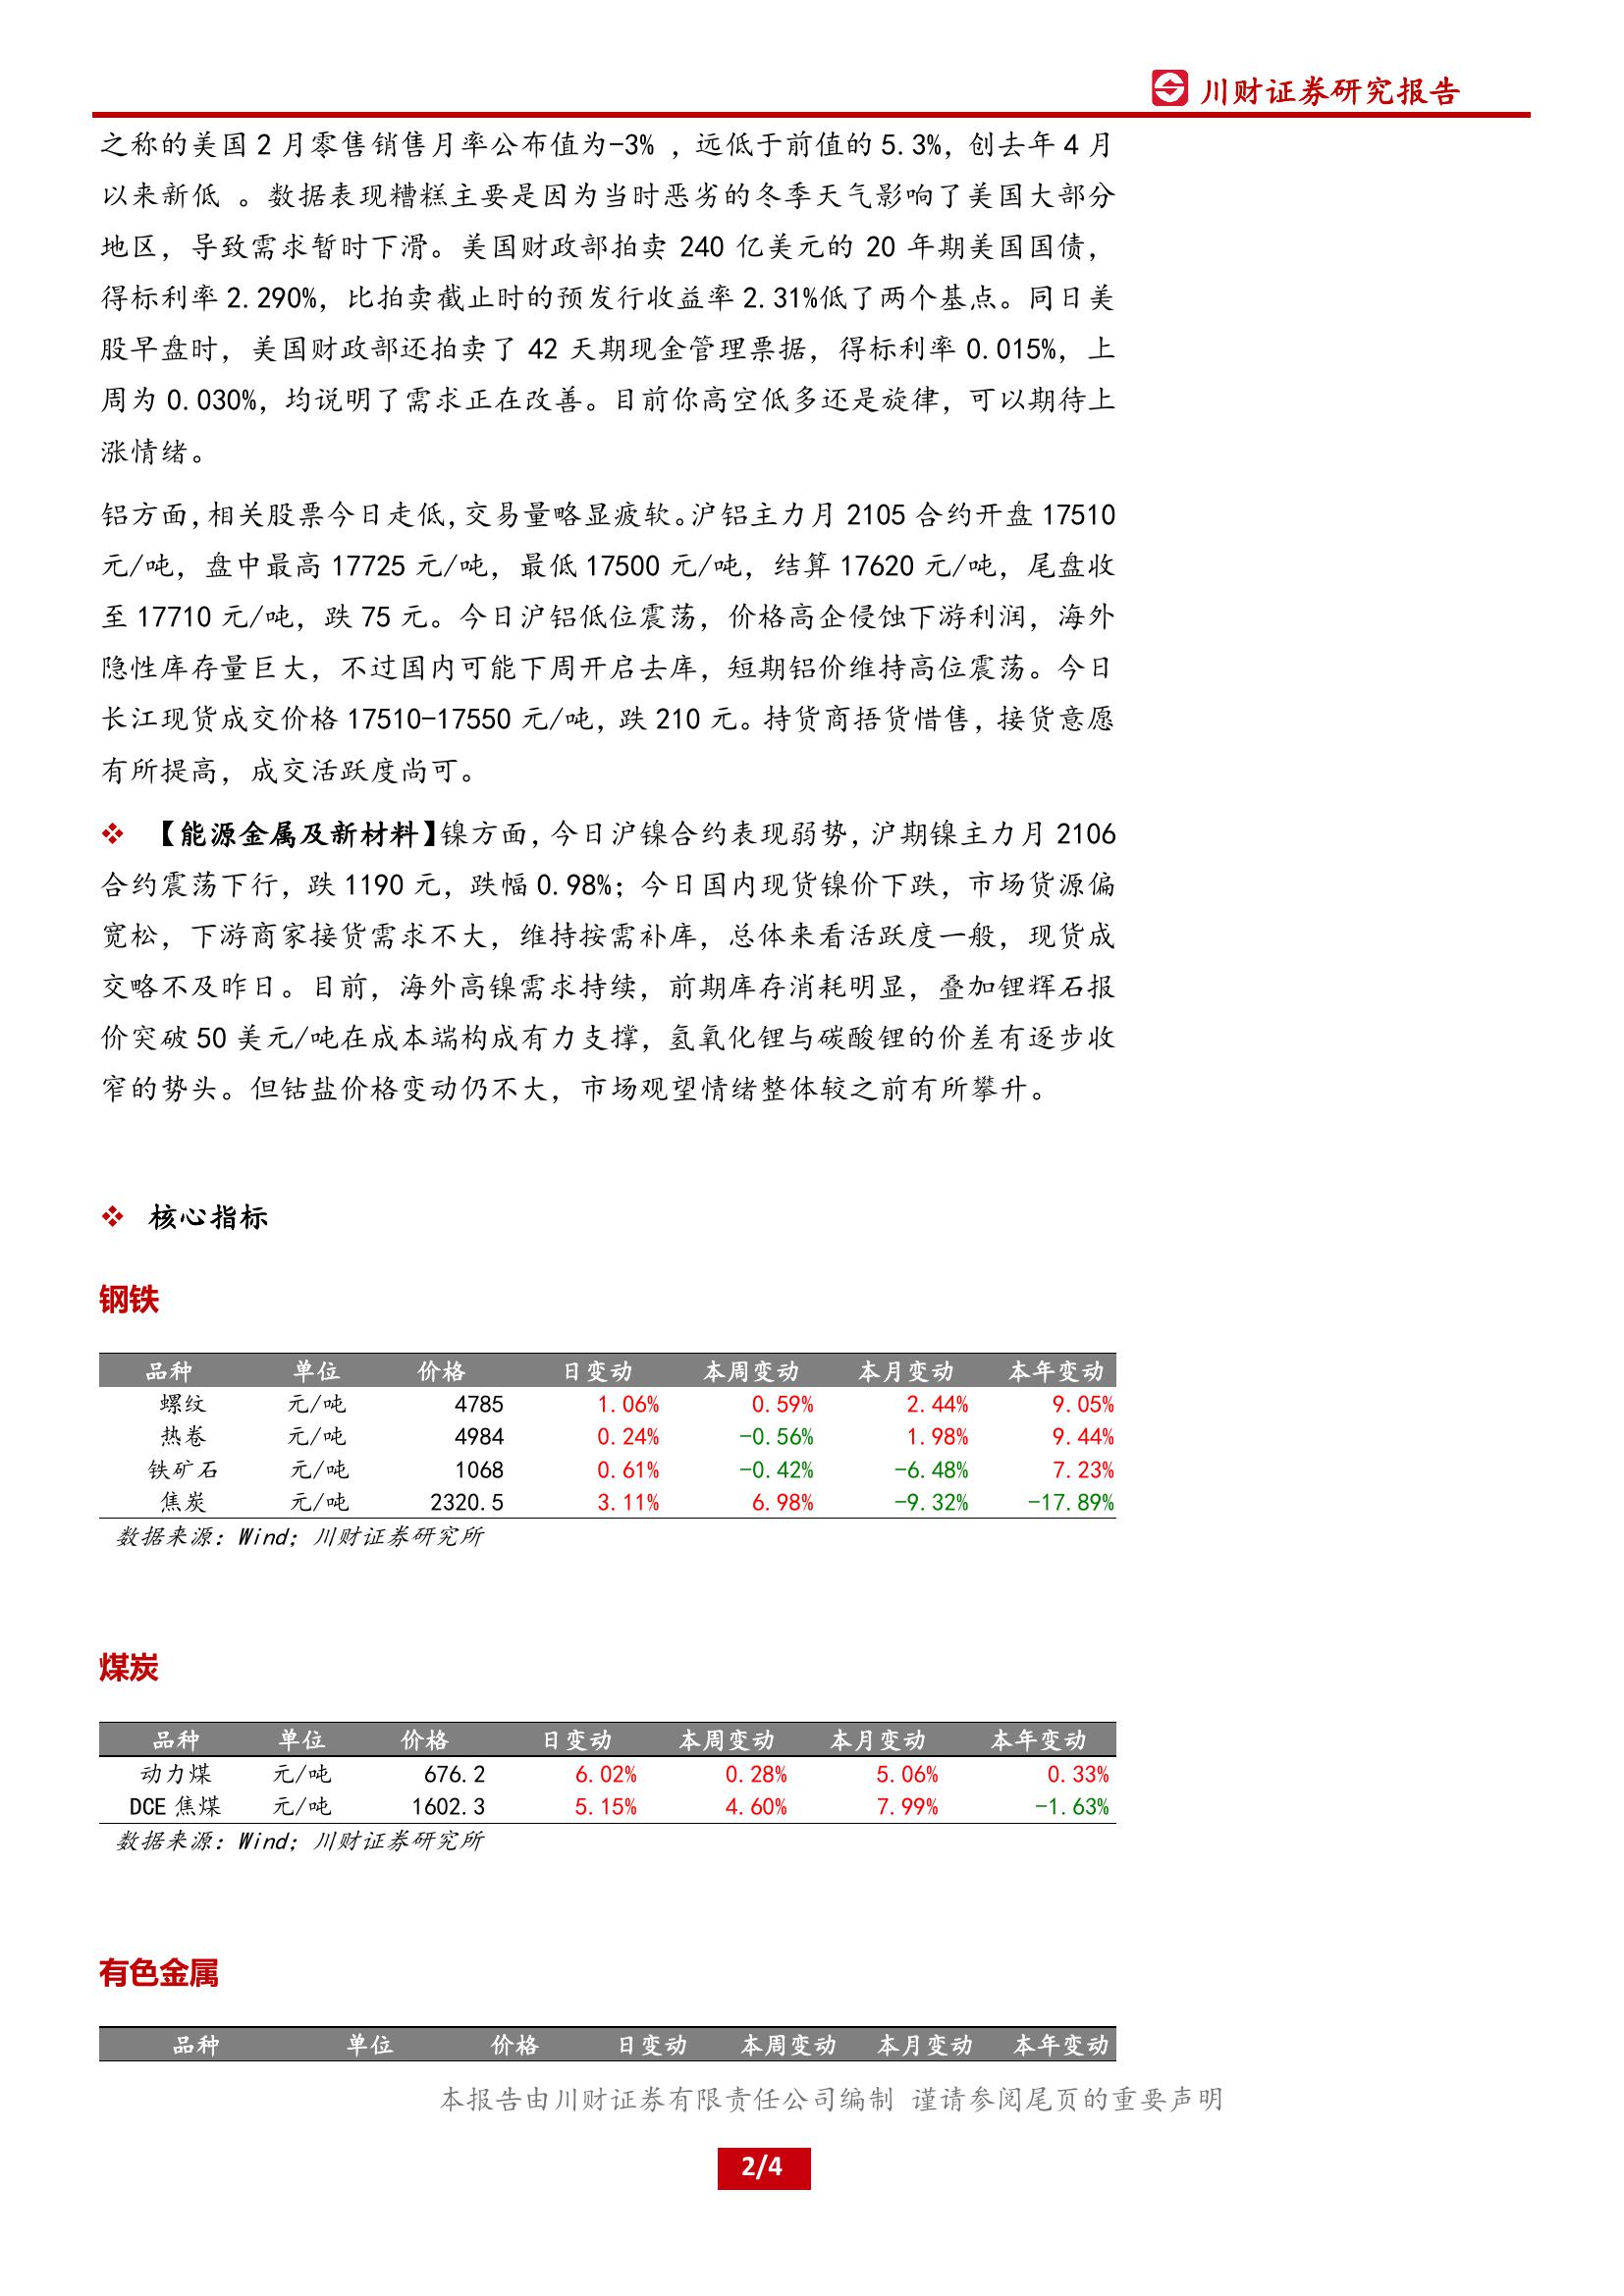 川财证券研究报告
之称的美国 2 月零售销售月率公布值为-3% ，远低于前值的 5.3%，创去年 4 月
以来新低 。数据表现糟糕主要是因为当时恶劣的冬季天气影响了美国大部分
地区，导致需求暂时下滑。美国财政部拍卖 240 亿美元的 20 年期美国国债，
得标利率 2.290%，比拍卖截止时的预发行收益率 2.31%低了两个基点。同日美
股早盘时，美国财政部还拍卖了 42 天期现金管理票据，得标利率 0.015%，上
周为 0.030%，均说明了需求正在改善。目前你高空低多还是旋律，可以期待上
涨情绪。
铝方面，相关股票今日走低，交易量略显疲软。沪铝主力月 2105 合约开盘 17510
元/吨，盘中最高 17725 元/吨，最低 17500 元/吨，结算 17620 元/吨，尾盘收
至 17710 元/吨，跌 75 元。今日沪铝低位震荡，价格高企侵蚀下游利润，海外
隐性库存量巨大，不过国内可能下周开启去库，短期铝价维持高位震荡。今日
长江现货成交价格 17510-17550 元/吨，跌 210 元。持货商捂货惜售，接货意愿
有所提高，成交活跃度尚可。
❖ 【能源金属及新材料】镍方面，今日沪镍合约表现弱势，沪期镍主力月 2106
合约震荡下行，跌 1190 元，跌幅 0.98%；今日国内现货镍价下跌，市场货源偏
宽松，下游商家接货需求不大，维持按需补库，总体来看活跃度一般，现货成
交略不及昨日。目前，海外高镍需求持续，前期库存消耗明显，叠加锂辉石报
价突破 50 美元/吨在成本端构成有力支撑，氢氧化锂与碳酸锂的价差有逐步收
窄的势头。但钴盐价格变动仍不大，市场观望情绪整体较之前有所攀升。
❖ 核心指标
钢铁
品种 单位 价格 日变动 本周变动 本月变动 本年变动
螺纹 元/吨 4785 1.06% 0.59% 2.44% 9.05%
热卷 元/吨 4984 0.24% -0.56% 1.98% 9.44%
铁矿石 元/吨 1068 0.61% -0.42% -6.48% 7.23%
焦炭 元/吨 2320.5 3.11% 6.98% -9.32% -17.89%
数据来源：Wind；川财证券研究所
煤炭
品种 单位 价格 日变动 本周变动 本月变动 本年变动
动力煤 元/吨 676.2 6.02% 0.28% 5.06% 0.33%
DCE 焦煤 元/吨 1602.3 5.15% 4.60% 7.99% -1.63%
数据来源：Wind；川财证券研究所
有色金属
品种 单位 价格 日变动 本周变动 本月变动 本年变动
本报告由川财证券有限责任公司编制 谨请参阅尾页的重要声明
2/4